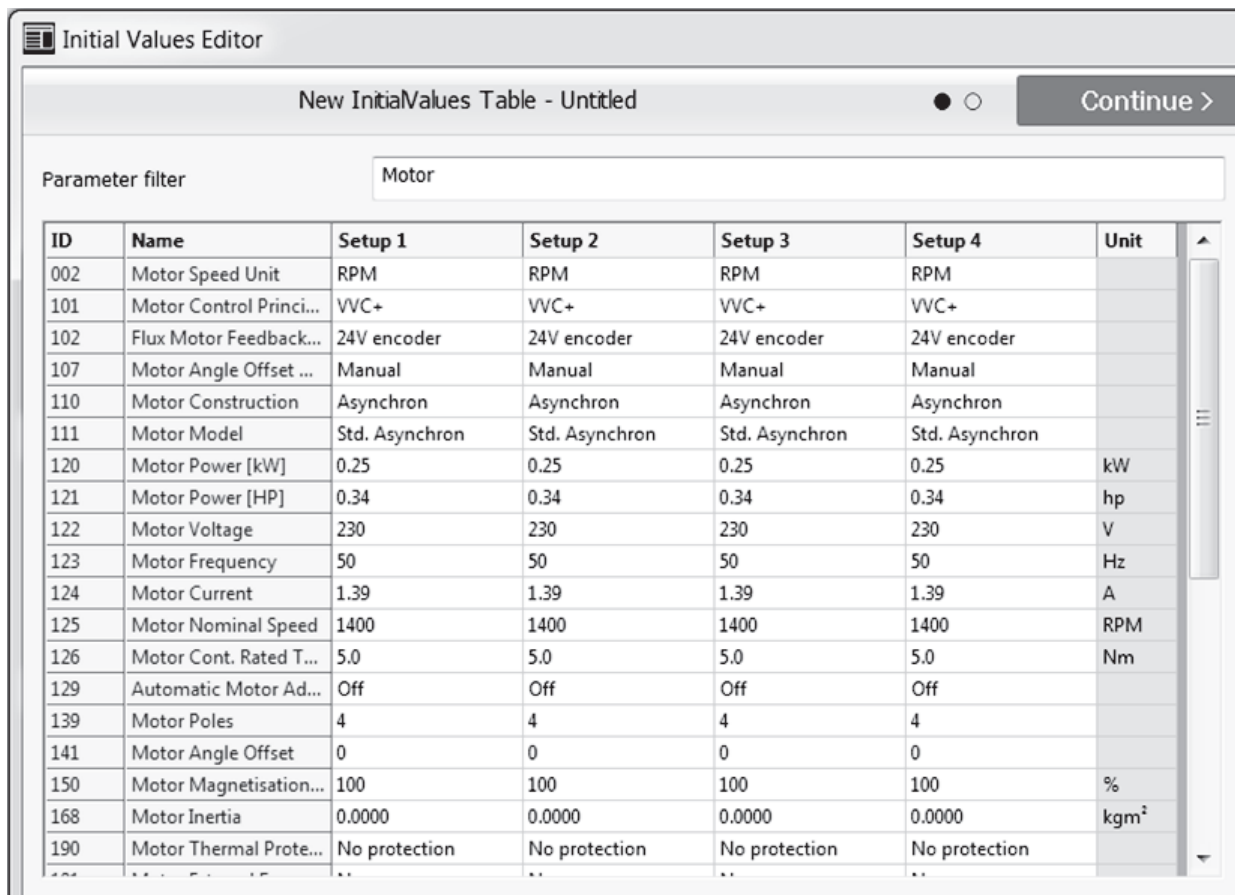 Initial Values Editor
New InitialValues Table - Untitled Continue >
Parameter filter Motor
ID Name Setup 1 Setup 2 Setup 3 Setup 4 Unit
002 Motor Speed Unit RPM RPM RPM RPM
101 Motor Control Princi... VVC+ VVC+ VVC+ VVC+
102 Flux Motor Feedback... 24V encoder 24V encoder 24V encoder 24V encoder
107 Motor Angle Offset ... Manual Manual Manual Manual
110 Motor Construction Asynchron Asynchron Asynchron Asynchron
111 Motor Model Std. Asynchron Std. Asynchron Std. Asynchron Std. Asynchron
120 Motor Power [kW] 0.25 0.25 0.25 0.25 kW
121 Motor Power [HP] 0.34 0.34 0.34 0.34 hp
122 Motor Voltage 230 230 230 230 V
123 Motor Frequency 50 50 50 50 Hz
124 Motor Current 1.39 1.39 1.39 1.39 A
125 Motor Nominal Speed 1400 1400 1400 1400 RPM
126 Motor Cont. Rated T... 5.0 5.0 5.0 5.0 Nm
129 Automatic Motor Ad... Off Off Off Off
139 Motor Poles 4 4 4 4
141 Motor Angle Offset 0 0 0 0
150 Motor Magnetisation... 100 100 100 100 %
168 Motor Inertia 0.0000 0.0000 0.0000 0.0000 kgm²
190 Motor Thermal Prote... No protection No protection No protection No protection